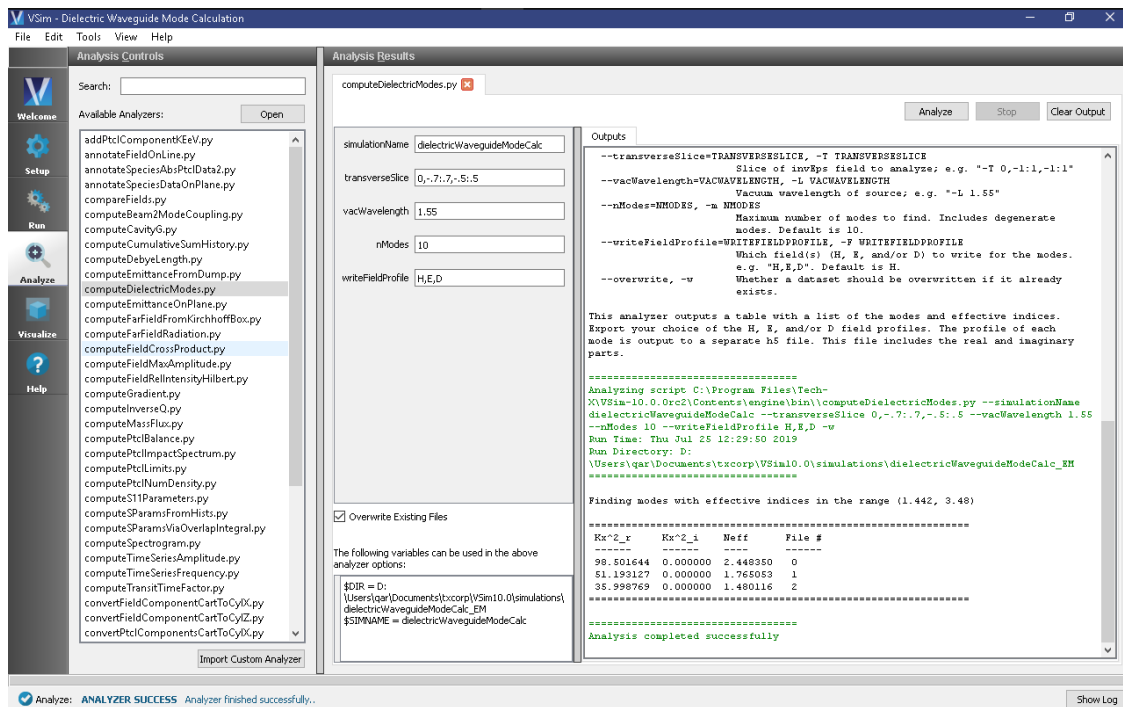 VSim - Dielectric Waveguide Mode Calculation
File Edit Tools View Help
Welcome
Setup
Run
Analyze
Visualize
Help
Analysis Controls
Search:
Available Analyzers:
Open
addPtclComponentKEeV.py
annotateFieldOnLine.py
annotateSpeciesAbsPtclData2.py
annotateSpeciesDataOnPlane.py
compareFields.py
computeBeam2ModeCoupling.py
computeCavityG.py
computeCumulativeSumHistory.py
computeDebyeLength.py
computeEmittanceFromDump.py
computeDielectricModes.py
computeEmittanceOnPlane.py
computeFarFieldFromKirchhoffBox.py
computeFarFieldRadiation.py
computeFieldCrossProduct.py
computeFieldMaxAmplitude.py
computeFieldRelIntensityHilbert.py
computeGradient.py
computeInverseQ.py
computeMassFlux.py
computePtclBalance.py
computePtclImpactSpectrum.py
computePtclLimits.py
computePtclNumDensity.py
computeS11Parameters.py
computeSParamsFromHists.py
computeSParamsViaOverlapIntegral.py
computeSpectrogram.py
computeTimeSeriesAmplitude.py
computeTimeSeriesFrequency.py
computeTransitTimeFactor.py
convertFieldComponentCartToCylX.py
convertFieldComponentCartToCylZ.py
convertPtclComponentsCartToCylX.py
Import Custom Analyzer
Analysis Results
computeDielectricModes.py
Analyze Stop Clear Output
simulationName dielectricWaveguideModeCalc
transverseSlice 0,-.7:.7,-.5:.5
vacWavelength 1.55
nModes 10
writeFieldProfile H,E,D
Overwrite Existing Files
The following variables can be used in the above
analyzer options:
$DIR = D:
\Users\qar\Documents\txcorp\VSim10.0\simulations\
dielectricWaveguideModeCalc_EM
$SIMNAME = dielectricWaveguideModeCalc
Outputs
--transverseSlice=TRANSVERSESLICE, -T TRANSVERSESLICE
Slice of invEps field to analyze; e.g. "-T 0,-1:1,-1:1"
--vacWavelength=VACWAVELENGTH, -L VACWAVELENGTH
Vacuum wavelength of source; e.g. "-L 1.55"
--nModes=NMODES, -m NMODES
Maximum number of modes to find. Includes degenerate
modes. Default is 10.
--writeFieldProfile=WRITEFIELDPROFILE, -F WRITEFIELDPROFILE
Which field(s) (H, E, and/or D) to write for the modes.
e.g. "H,E,D". Default is H.
--overwrite, -w Whether a dataset should be overwritten if it already
exists.
This analyzer outputs a table with a list of the modes and effective indices.
Export your choice of the H, E, and/or D field profiles. The profile of each
mode is output to a separate h5 file. This file includes the real and imaginary
parts.
=================================
Analyzing script C:\Program Files\Tech-
X\VSim-10.0.0rc2\Contents\engine\bin\\computeDielectricModes.py --simulationName
dielectricWaveguideModeCalc --transverseSlice 0,-.7:.7,-.5:.5 --vacWavelength 1.55
--nModes 10 --writeFieldProfile H,E,D -w
Run Time: Thu Jul 25 12:29:50 2019
Run Directory: D:
\Users\qar\Documents\txcorp\VSim10.0\simulations\dielectricWaveguideModeCalc_EM
=================================
Finding modes with effective indices in the range (1.442, 3.48)
============================================================
Kx^2_r Kx^2_i Neff File #
------ ------ ---- ------
98.501644 0.000000 2.448350 0
51.193127 0.000000 1.765053 1
35.998769 0.000000 1.480116 2
============================================================
=================================
Analysis completed successfully
Analyze: ANALYZER SUCCESS Analyzer finished successfully..
Show Log